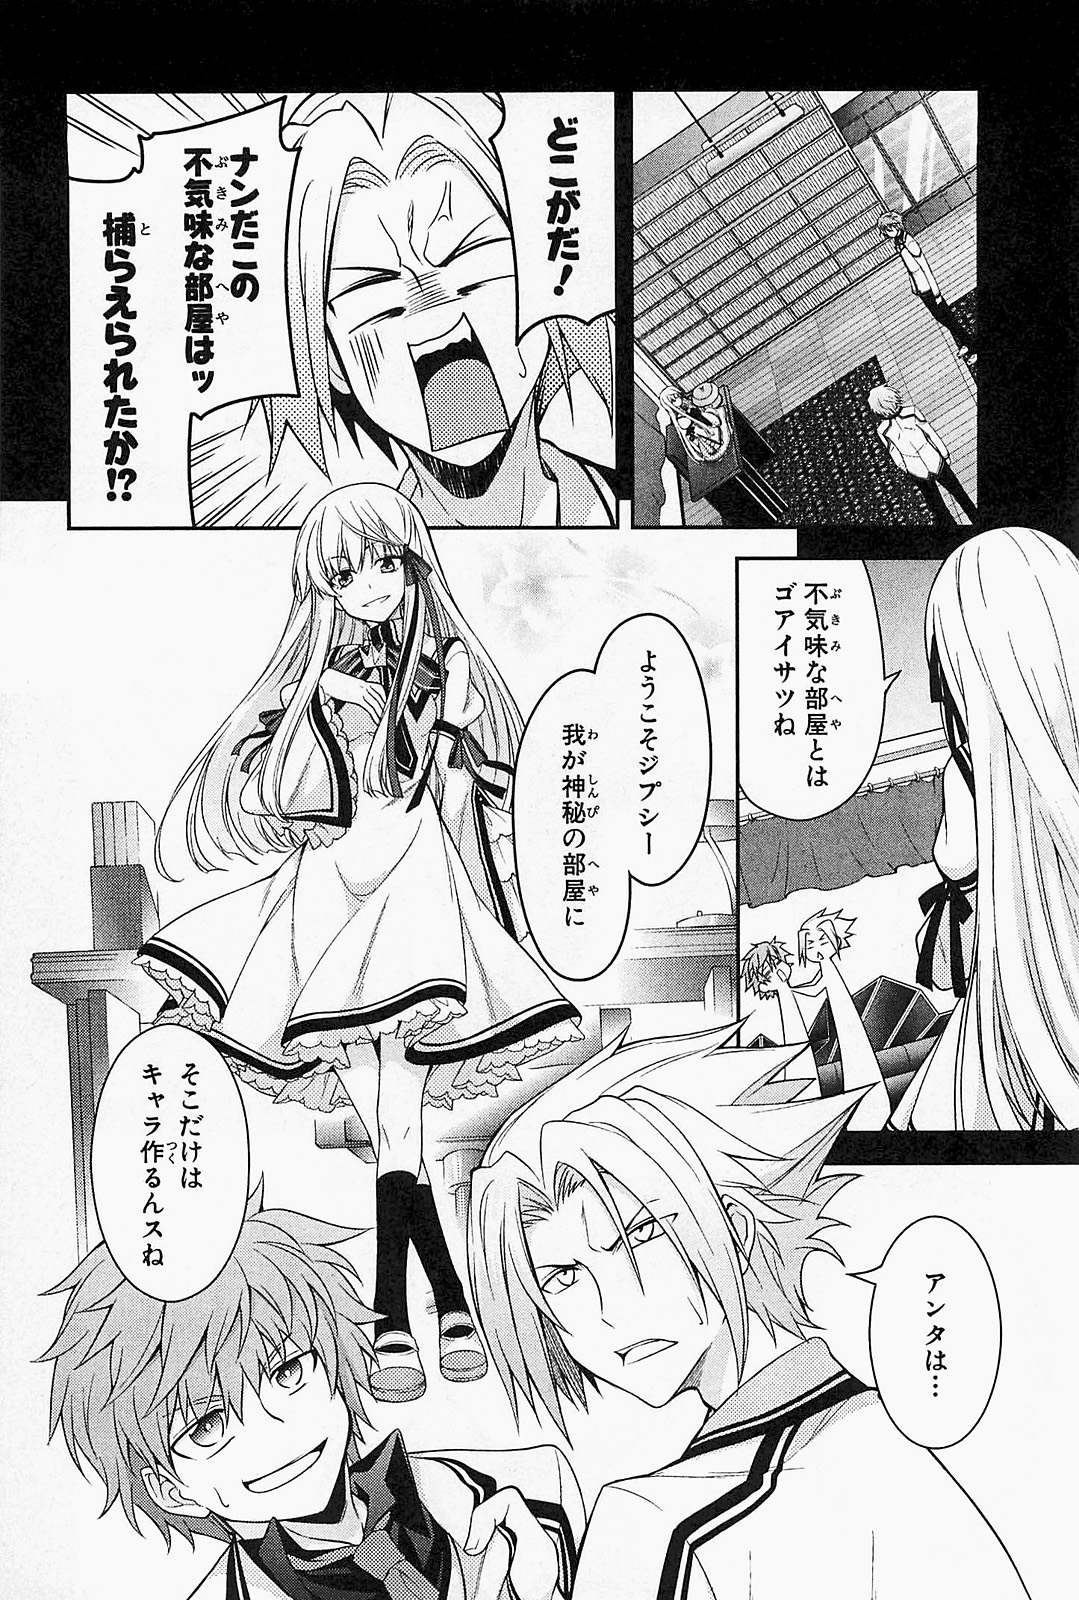 どこがだ！
ナンだこの
不気味な部屋はッ
捕らえられたか!?
不気味な部屋とは
ゴアイサツね
ようこそジプシー
我が神秘の部屋に
アンタは…
そこだけは
キャラ作るんスね